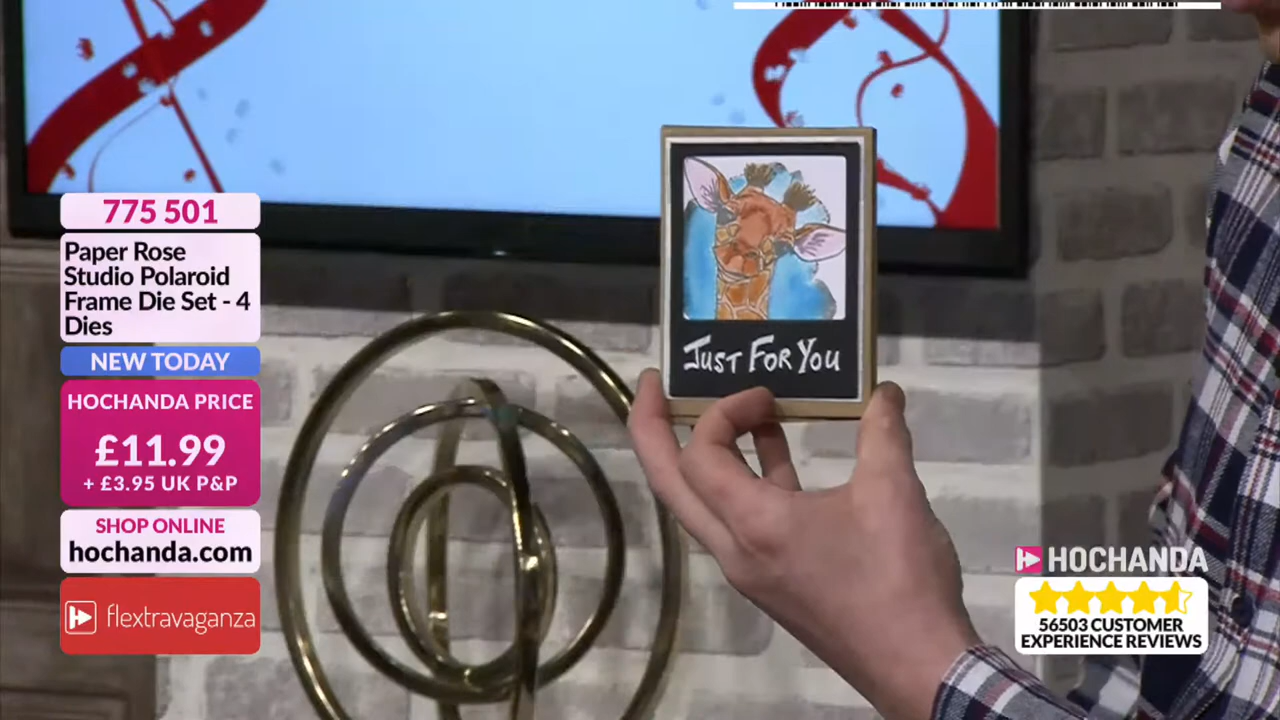 775 501
Paper Rose
Studio Polaroid
Frame Die Set - 4
Dies
NEW TODAY
HOCHANDA PRICE
£11.99
+ £3.95 UK P&P
SHOP ONLINE
hochanda.com
flextravaganza
JUST FOR YOU
HOCHANDA
56503 CUSTOMER
EXPERIENCE REVIEWS